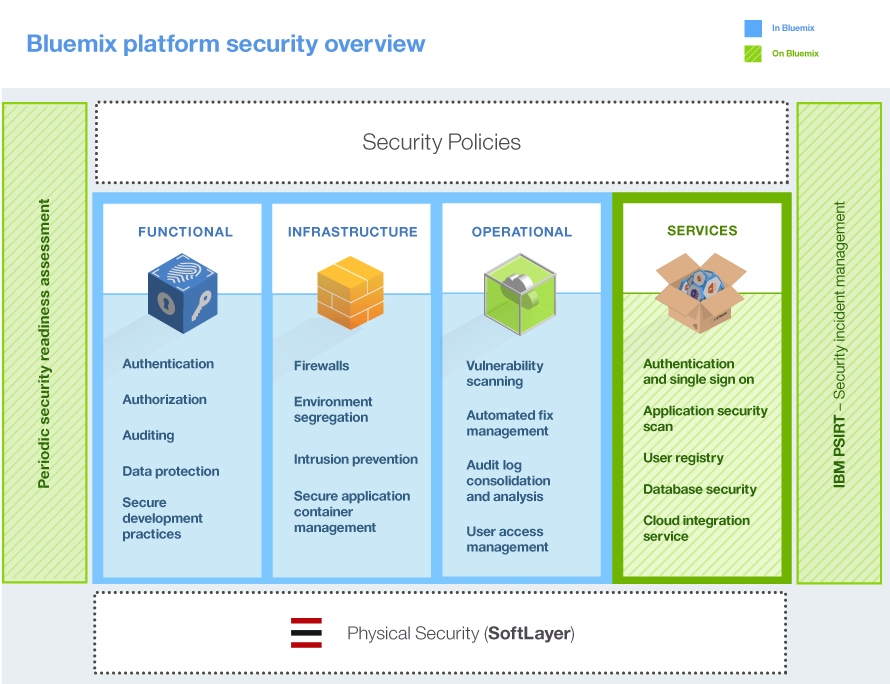 Bluemix platform security overview
In Bluemix
On Bluemix
Security Policies
Periodic security readiness assessment
FUNCTIONAL
Authentication
Authorization
Auditing
Data protection
Secure
development
practices
INFRASTRUCTURE
Firewalls
Environment
segregation
Intrusion prevention
Secure application
container
management
OPERATIONAL
Vulnerability
scanning
Automated fix
management
Audit log
consolidation
and analysis
User access
management
SERVICES
Authentication
and single sign on
Application security
scan
User registry
Database security
Cloud integration
service
IBM PSIRT – Security incident management
Physical Security (SoftLayer)